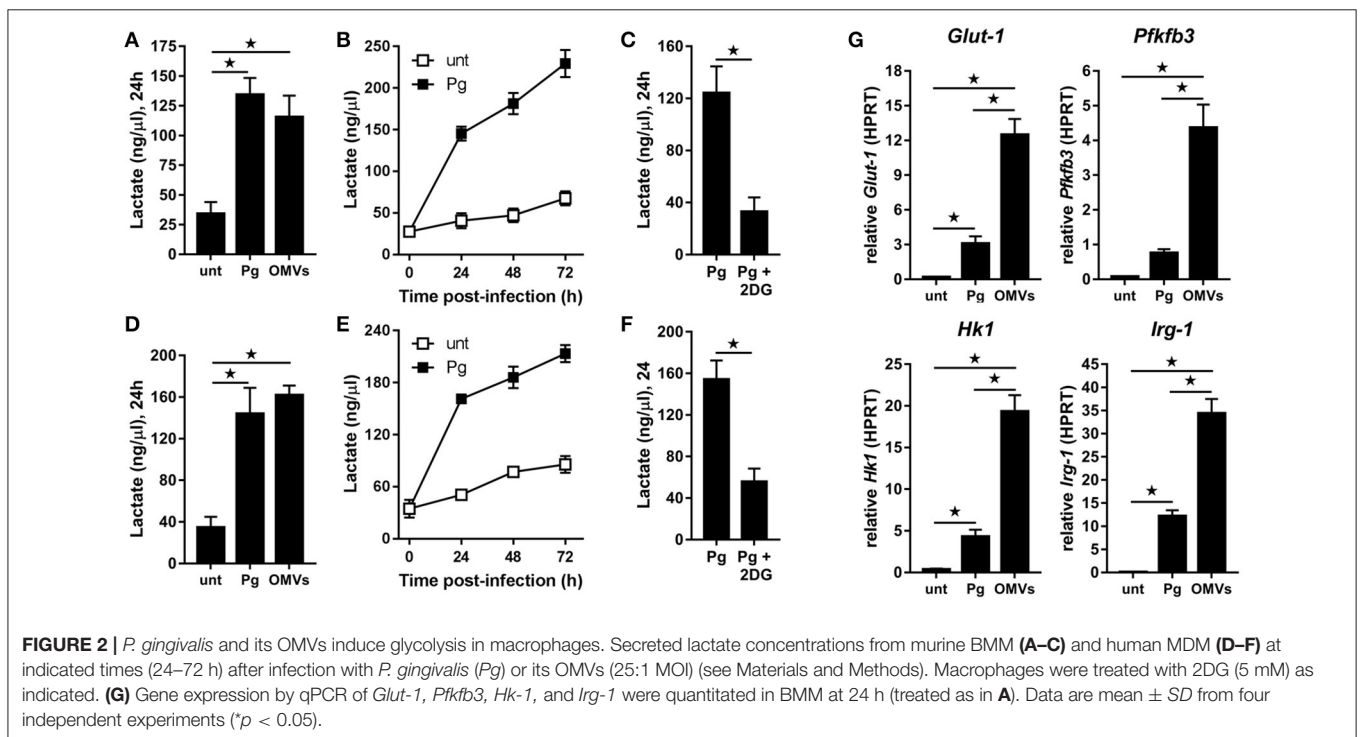 A
Lactate (ng/µl), 24h
175
150
125
100
75
50
25
0
★
★
unt Pg OMVs
B
Lactate (ng/µl)
250
200
150
100
50
0
unt
Pg
0 24 48 72
Time post-infection (h)
C
Lactate (ng/µl), 24h
160
120
80
40
0
★
Pg Pg +
2DG
D
Lactate (ng/µl), 24h
200
160
120
80
40
0
★
★
unt Pg OMVs
E
Lactate (ng/µl)
240
180
120
60
0
unt
Pg
0 24 48 72
Time post-infection (h)
F
Lactate (ng/µl), 24
200
160
120
80
40
0
★
Pg Pg +
2DG
G
Glut-1
relative Glut-1 (HPRT)
18
15
12
9
6
3
0
★
★
★
unt Pg OMVs
Pfkfb3
relative Pfkfb3 (HPRT)
6
5
4
3
2
1
0
★
★
unt Pg OMVs
Hk1
relative Hk1 (HPRT)
25
20
15
10
5
0
★
★
★
unt Pg OMVs
Irg-1
relative Irg-1 (HPRT)
45
40
35
30
25
20
15
10
5
0
★
★
★
unt Pg OMVs
FIGURE 2 | P. gingivalis and its OMVs induce glycolysis in macrophages. Secreted lactate concentrations from murine BMM (A–C) and human MDM (D–F) at
indicated times (24–72 h) after infection with P. gingivalis (Pg) or its OMVs (25:1 MOI) (see Materials and Methods). Macrophages were treated with 2DG (5 mM) as
indicated. (G) Gene expression by qPCR of Glut-1, Pfkfb3, Hk-1, and Irg-1 were quantitated in BMM at 24 h (treated as in A). Data are mean ± SD from four
independent experiments (*p < 0.05).